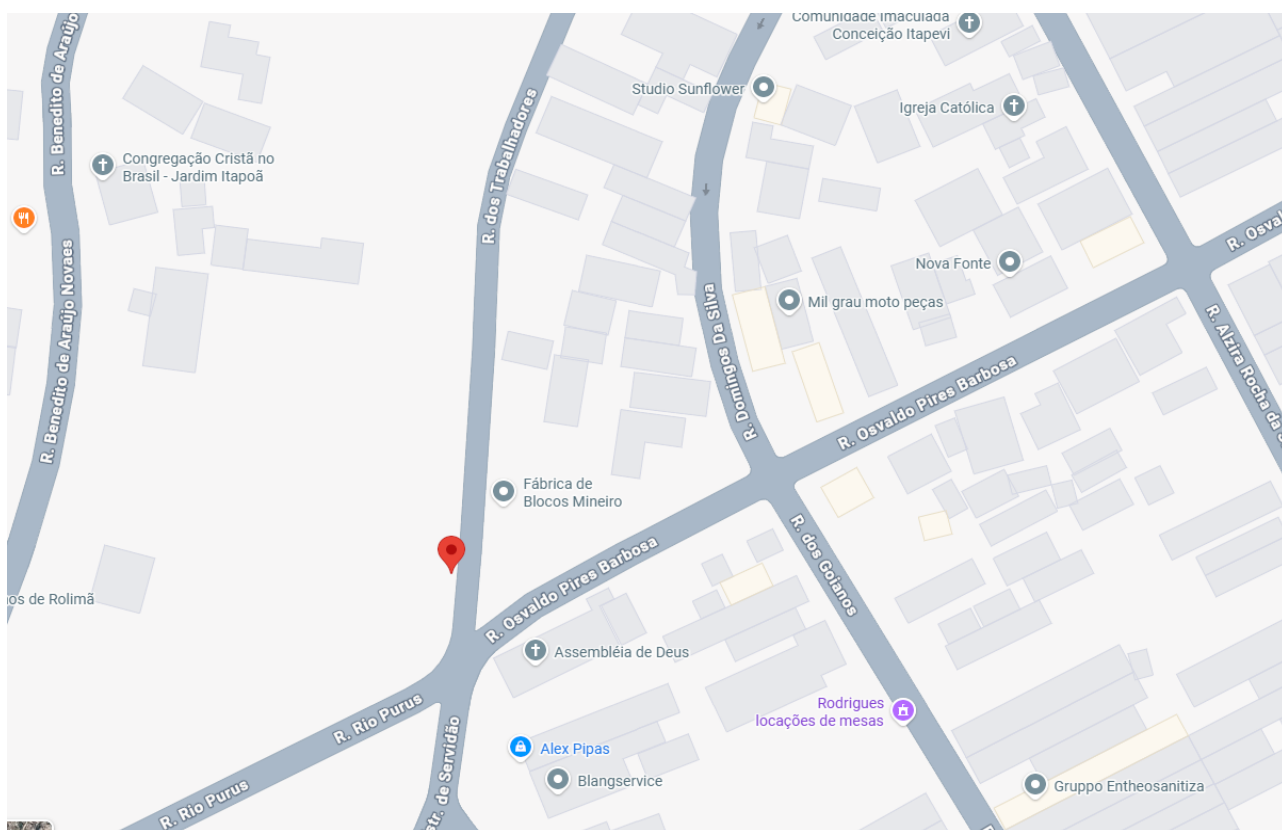 R. Benedito de Araújo
Comunidade Imaculada
Conceição Itapevi
Studio Sunflower
Igreja Católica
R. dos Trabalhadores
Congregação Cristã no
Brasil - Jardim Itapoã
R. Benedito de Araújo Novaes
R. Domingos Da Silva
Nova Fonte
Mil grau moto peças
R. Osvaldo Pires Barbosa
R. Alzira Rocha da
Fábrica de
Blocos Mineiro
R. Osvaldo Pires Barbosa
R. dos Goianos
os de Rolimã
Assembléia de Deus
R. Rio Purus
Rodrigues
locações de mesas
Alex Pipas
Blangservice
Gruppo Entheosanitiza
R. Rio Purus
de Servidão